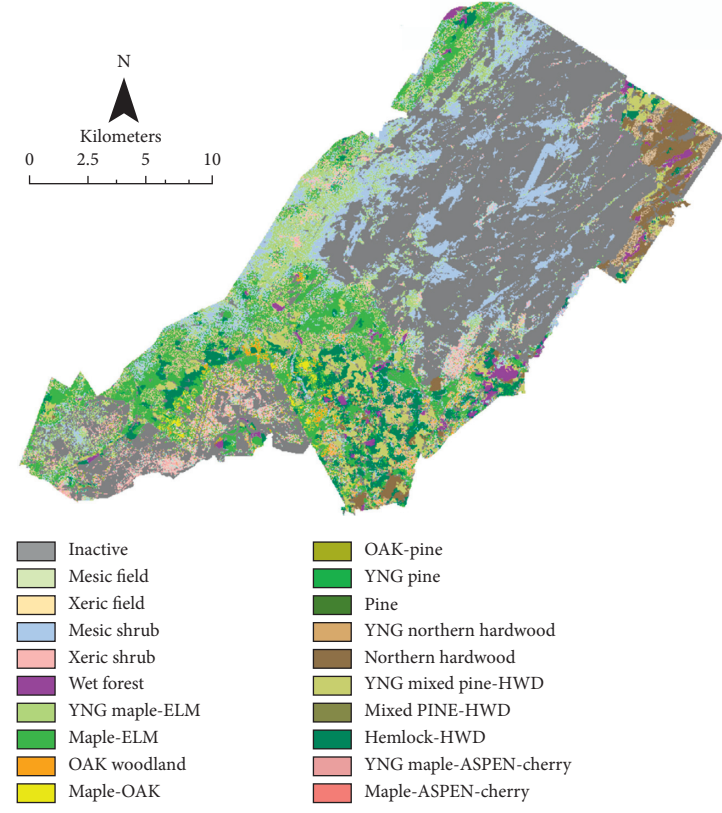 N
Kilometers
0 2.5 5 10
Inactive
Mesic field
Xeric field
Mesic shrub
Xeric shrub
Wet forest
YNG maple-ELM
Maple-ELM
OAK woodland
Maple-OAK
OAK-pine
YNG pine
Pine
YNG northern hardwood
Northern hardwood
YNG mixed pine-HWD
Mixed PINE-HWD
Hemlock-HWD
YNG maple-ASPEN-cherry
Maple-ASPEN-cherry